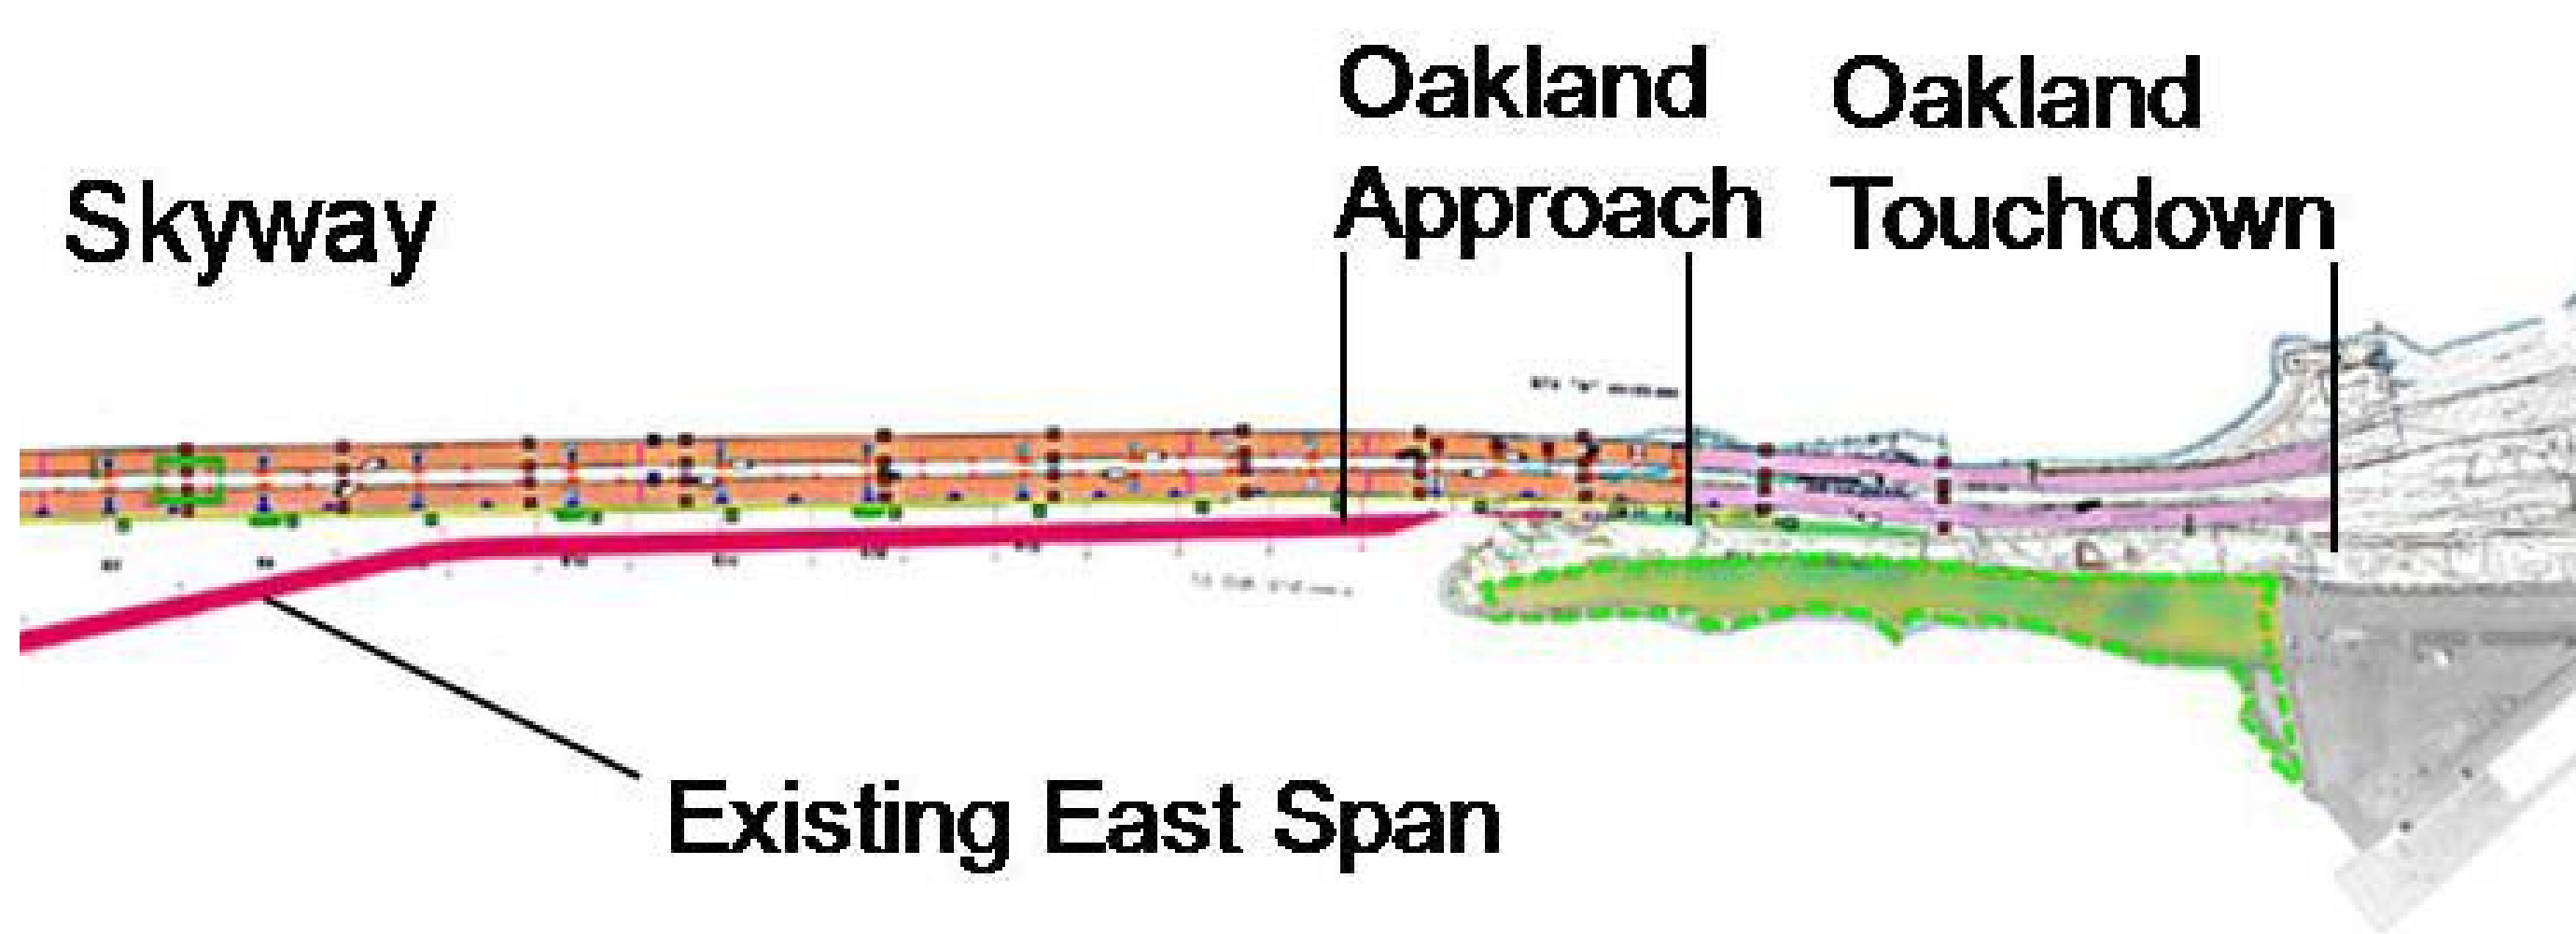 Oakland
Approach
Oakland
Touchdown
Skyway
Existing East Span